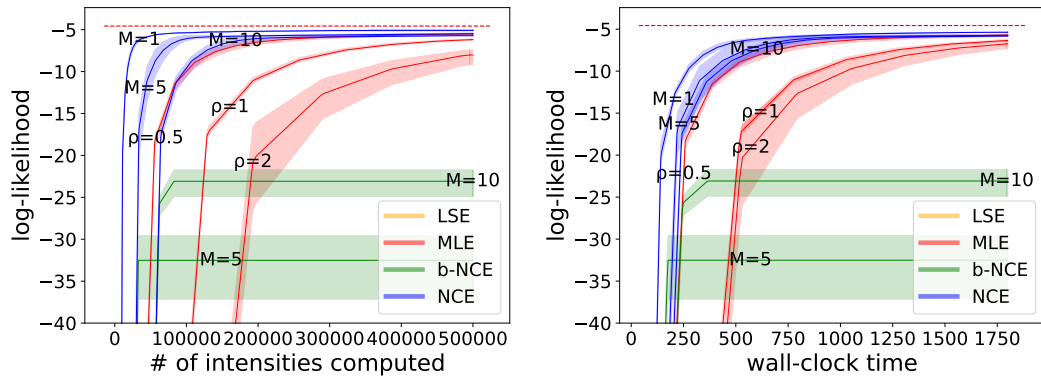 −5
−10
−15
−20
−25
−30
−35
−40
log-likelihood
M=1
M=10
M=5
ρ=0.5
ρ=1
ρ=2
M=10
M=5
LSE
MLE
b-NCE
NCE
0 100000 200000 300000 400000 500000
# of intensities computed
−5
−10
−15
−20
−25
−30
−35
−40
log-likelihood
M=10
M=1
M=5
ρ=1
ρ=2
ρ=0.5
M=10
M=5
LSE
MLE
b-NCE
NCE
0 250 500 750 1000 1250 1500 1750
wall-clock time